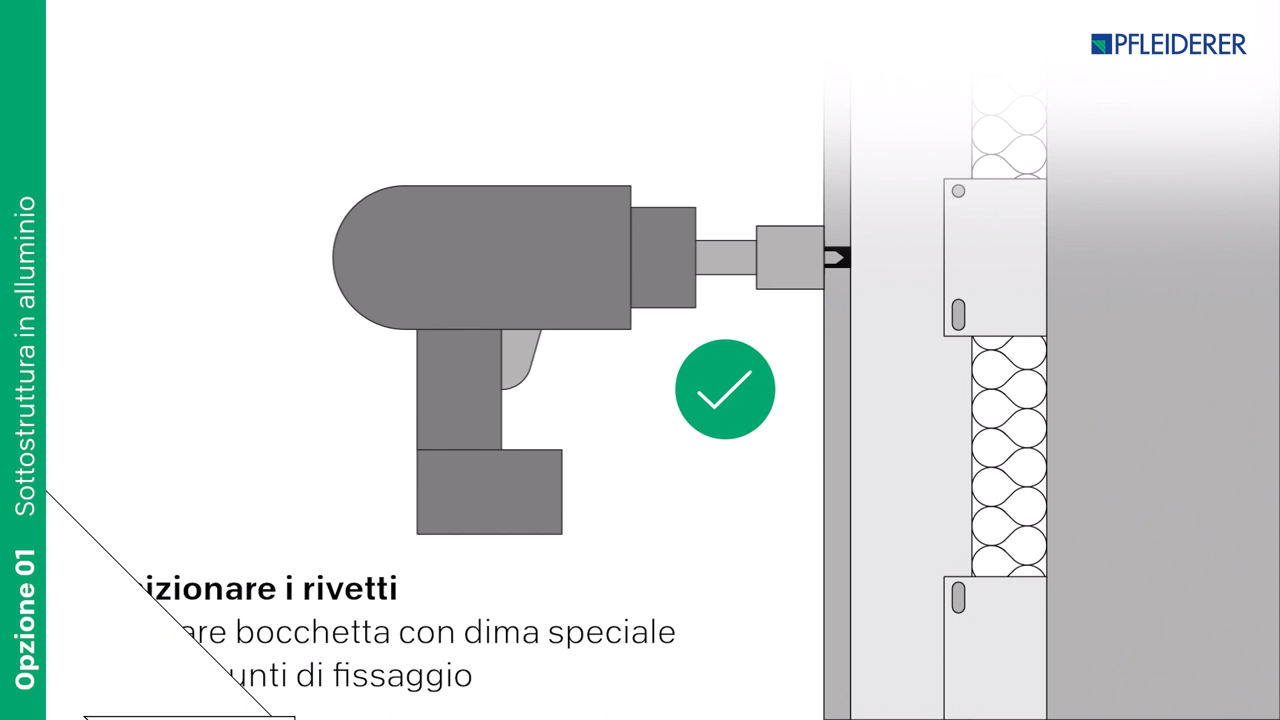 PFLEIDERER
Opzione 01 Sottostruttura in alluminio
izionare i rivetti
are bocchetta con dima speciale
unti di fissaggio